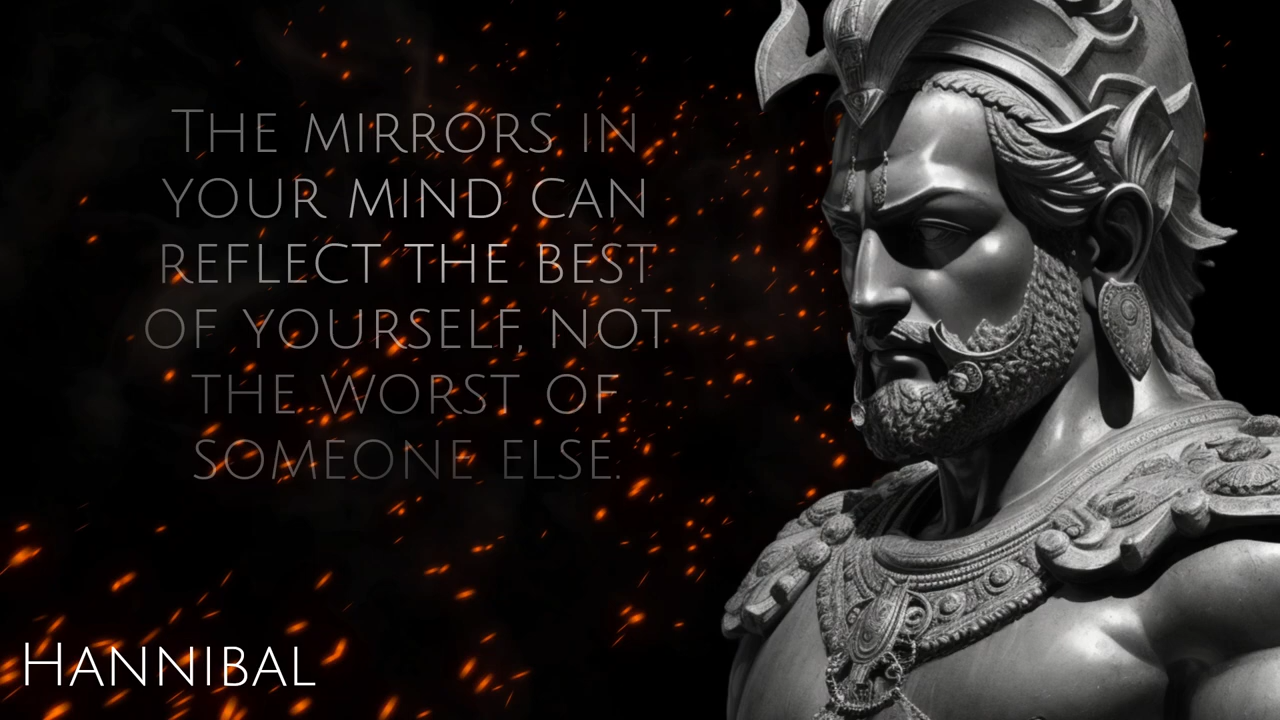 The mirrors in
your mind can
reflect the best
of yourself, not
the worst of
someone else.
Hannibal